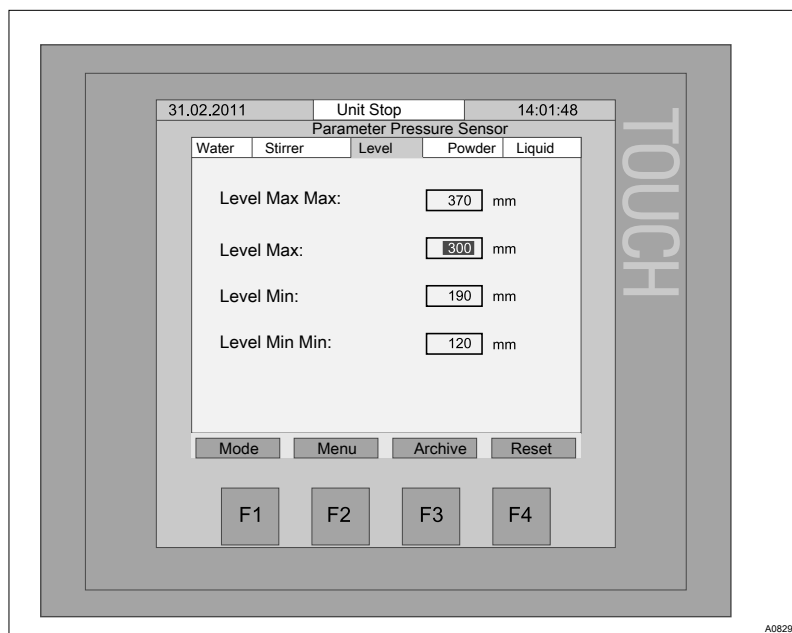 31.02.2011 Unit Stop 14:01:48
Parameter Pressure Sensor
Water Stirrer Level Powder Liquid
Level Max Max: 370 mm
Level Max: 300 mm
Level Min: 190 mm
Level Min Min: 120 mm
Mode Menu Archive Reset
F1 F2 F3 F4
TOUCH
A0829